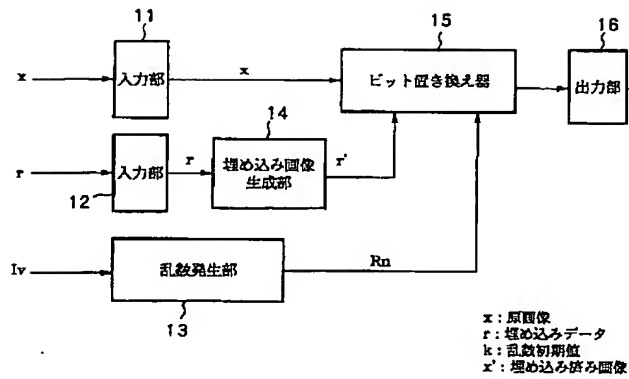 11
15
16
x
入力部
x
ビット置き換え器
出力部
14
r
入力部
r
埋め込み画像
生成部
r'
12
Iv
乱数発生部
Rn
13
x：原画像
r：埋め込みデータ
k：乱数初期値
x'：埋め込み済み画像